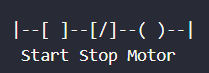 |--[ ]--[/]--( )--|
Start Stop Motor